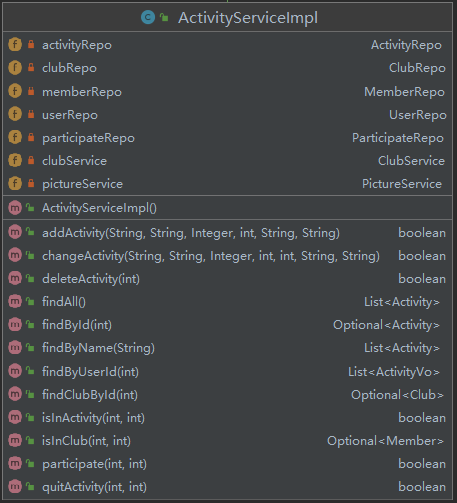 ActivityServiceImpl
activityRepo ActivityRepo
clubRepo ClubRepo
memberRepo MemberRepo
userRepo UserRepo
participateRepo ParticipateRepo
clubService ClubService
pictureService PictureService
ActivityServiceImpl()
addActivity(String, String, Integer, int, String, String) boolean
changeActivity(String, String, Integer, int, int, String, String) boolean
deleteActivity(int) boolean
findAll() List<Activity>
findById(int) Optional<Activity>
findByName(String) List<Activity>
findByUserId(int) List<ActivityVo>
findClubById(int) Optional<Club>
isInActivity(int, int) boolean
isInClub(int, int) Optional<Member>
participate(int, int) boolean
quitActivity(int, int) boolean